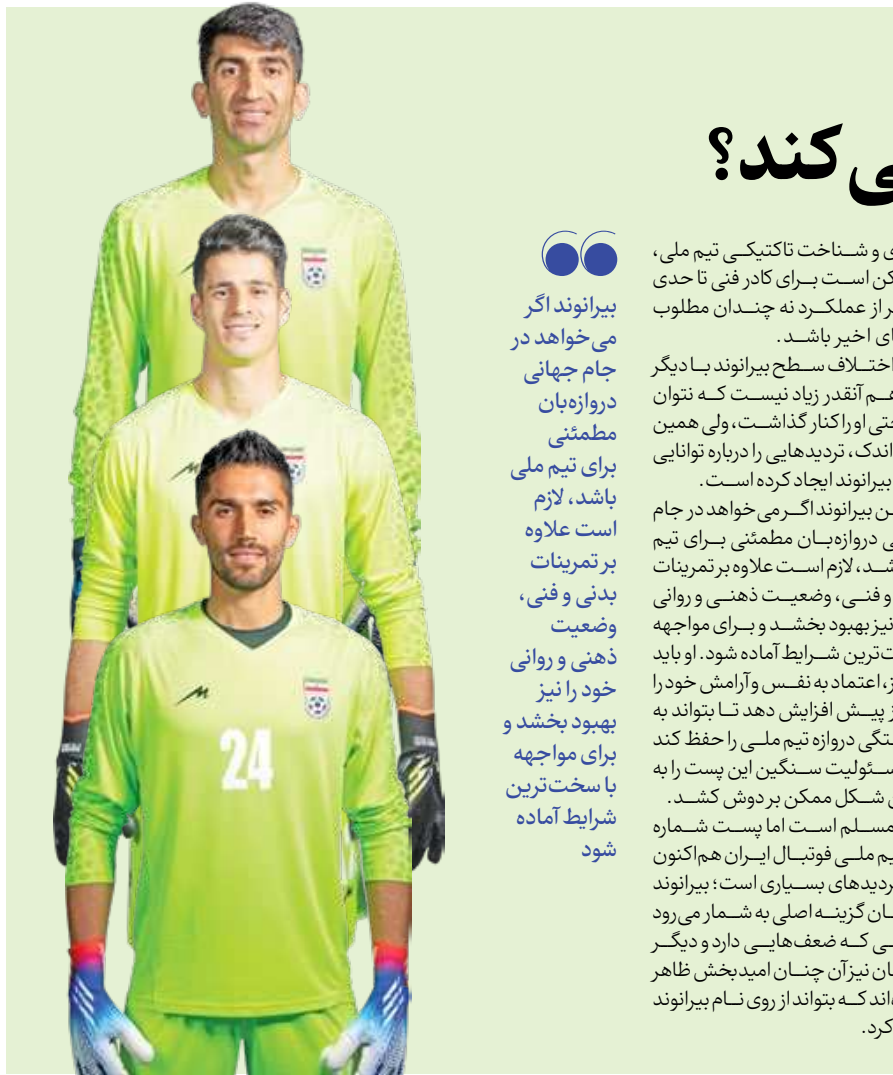 ی‌کند؟
ی و شناخت تاکتیکی تیم ملی،
کن است برای کادر فنی تا حدی
ر از عملکرد نه چندان مطلوب
ای اخیر باشد.
اختلاف سطح بیرانوند با دیگر
هم آنقدر زیاد نیست که نتوان
حتی او را کنار گذاشت، ولی همین
اندک، تردیدهایی را درباره توانایی
بیرانوند ایجاد کرده است.
ن بیرانوند اگر می‌خواهد در جام
ی دروازه‌بان مطمئنی برای تیم
شد، لازم است علاوه بر تمرینات
و فنی، وضعیت ذهنی و روانی
نیز بهبود بخشد و برای مواجهه
ت‌ترین شرایط آماده شود. او باید
ز، اعتماد به نفس و آرامش خود را
ز پیش افزایش دهد تا بتواند به
ستگی دروازه تیم ملی را حفظ کند
سئولیت سنگین این پست را به
ن شکل ممکن بر دوش کشد.
مسلم است اما پست شماره
یم ملی فوتبال ایران هم‌اکنون
ردیدهای بسیاری است؛ بیرانوند
ان گزینه اصلی به شمار می‌رود
ی که ضعف‌هایی دارد و دیگر
ان نیز آن چنان امیدبخش ظاهر
اند که بتواند از روی نام بیرانوند
کرد.
بیرانوند اگر
می‌خواهد در
جام جهانی
دروازه‌بان
مطمئنی
برای تیم ملی
باشد، لازم
است علاوه
بر تمرینات
بدنی و فنی،
وضعیت
ذهنی و روانی
خود را نیز
بهبود بخشد و
برای مواجهه
با سخت‌ترین
شرایط آماده
شود
24